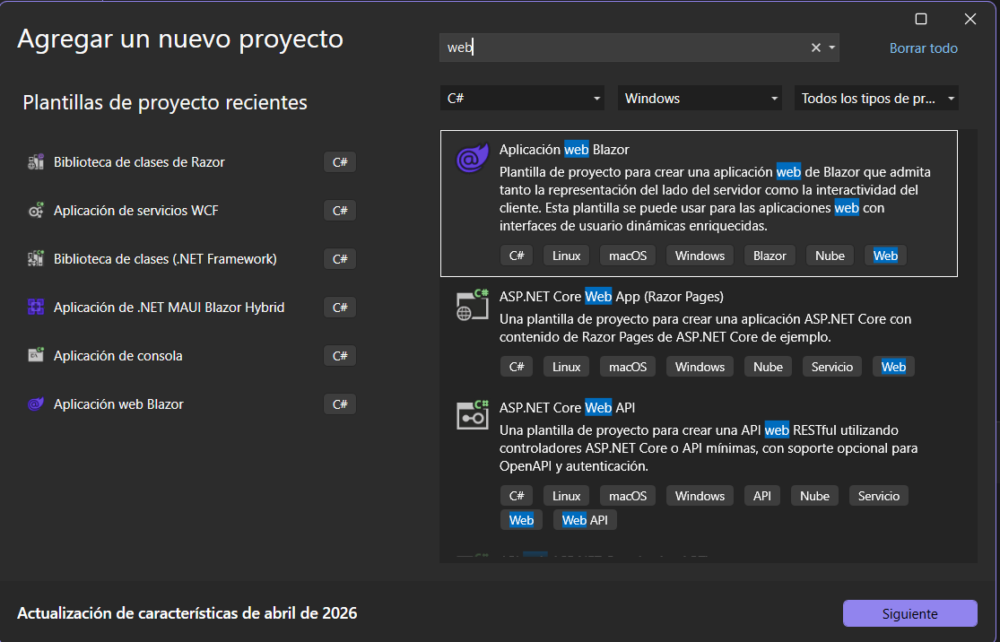 Agregar un nuevo proyecto
web
Borrar todo
Plantillas de proyecto recientes
C#
Windows
Todos los tipos de pr...
Biblioteca de clases de Razor
C#
Aplicación de servicios WCF
C#
Biblioteca de clases (.NET Framework)
C#
Aplicación de .NET MAUI Blazor Hybrid
C#
Aplicación de consola
C#
Aplicación web Blazor
C#
Aplicación web Blazor
Plantilla de proyecto para crear una aplicación web de Blazor que admita
tanto la representación del lado del servidor como la interactividad del
cliente. Esta plantilla se puede usar para las aplicaciones web con
interfaces de usuario dinámicas enriquecidas.
C# Linux macOS Windows Blazor Nube Web
C#
ASP.NET Core Web App (Razor Pages)
Una plantilla de proyecto para crear una aplicación ASP.NET Core con
contenido de Razor Pages de ASP.NET Core de ejemplo.
C# Linux macOS Windows Nube Servicio Web
C#
ASP.NET Core Web API
Una plantilla de proyecto para crear una API web RESTful utilizando
controladores ASP.NET Core o API mínimas, con soporte opcional para
OpenAPI y autenticación.
C# Linux macOS Windows API Nube Servicio
Web Web API
Actualización de características de abril de 2026
Siguiente